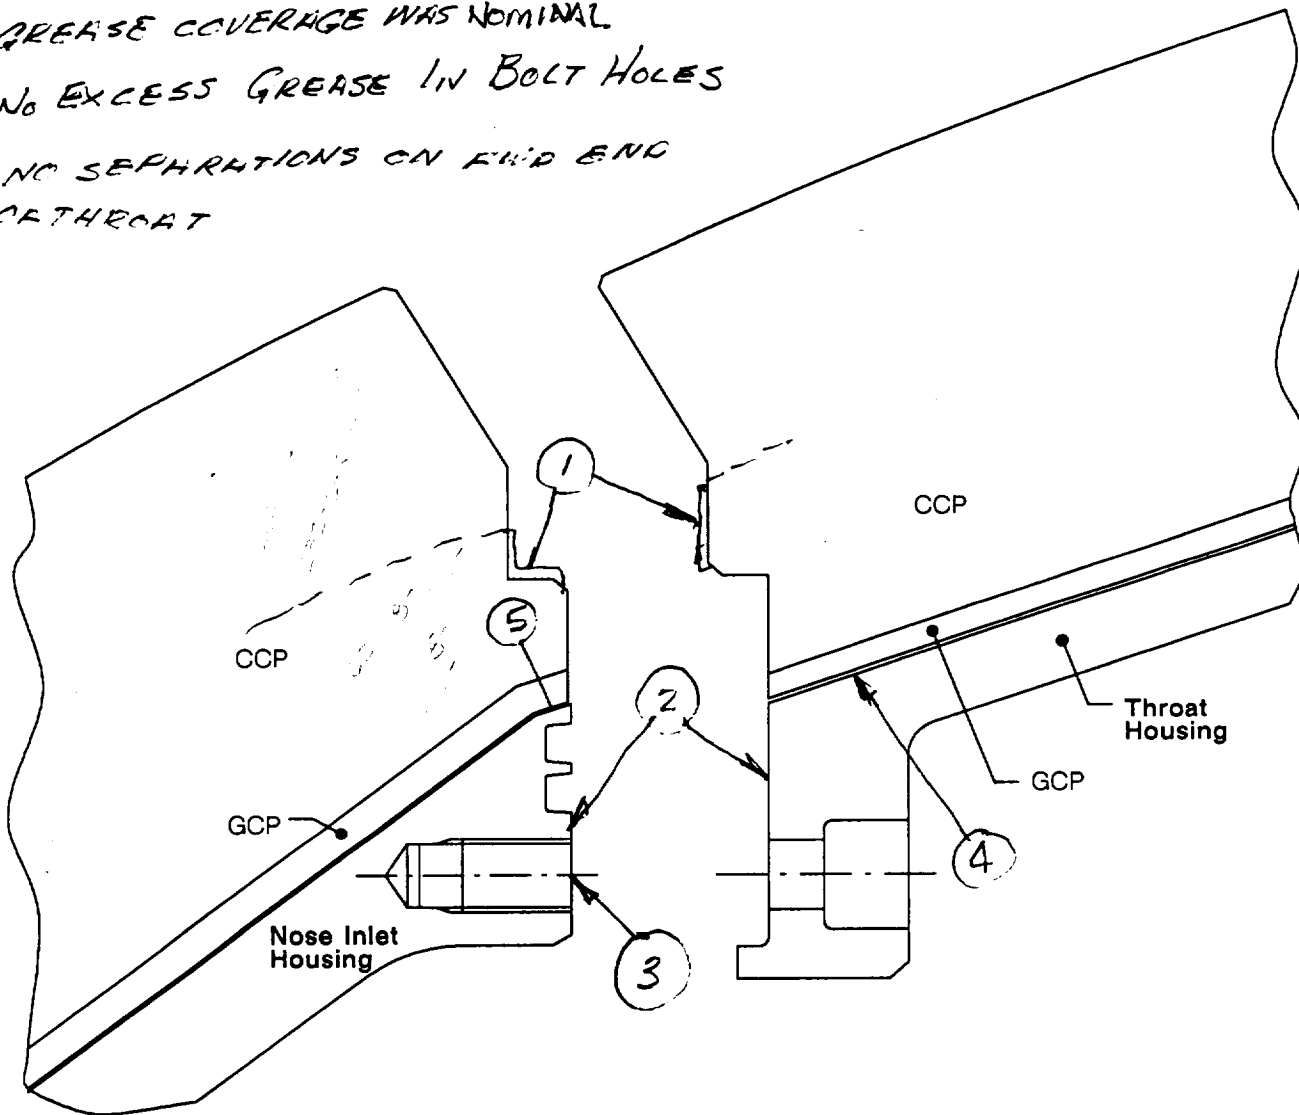 GREASE COVERAGE WAS NOMINAL
No EXCESS GREASE IN BOLT HOLES
NO SEPARATIONS ON FWD END
OF THROAT
1
CCP
5
CCP
2
Throat
Housing
GCP
GCP
4
Nose Inlet
Housing
3